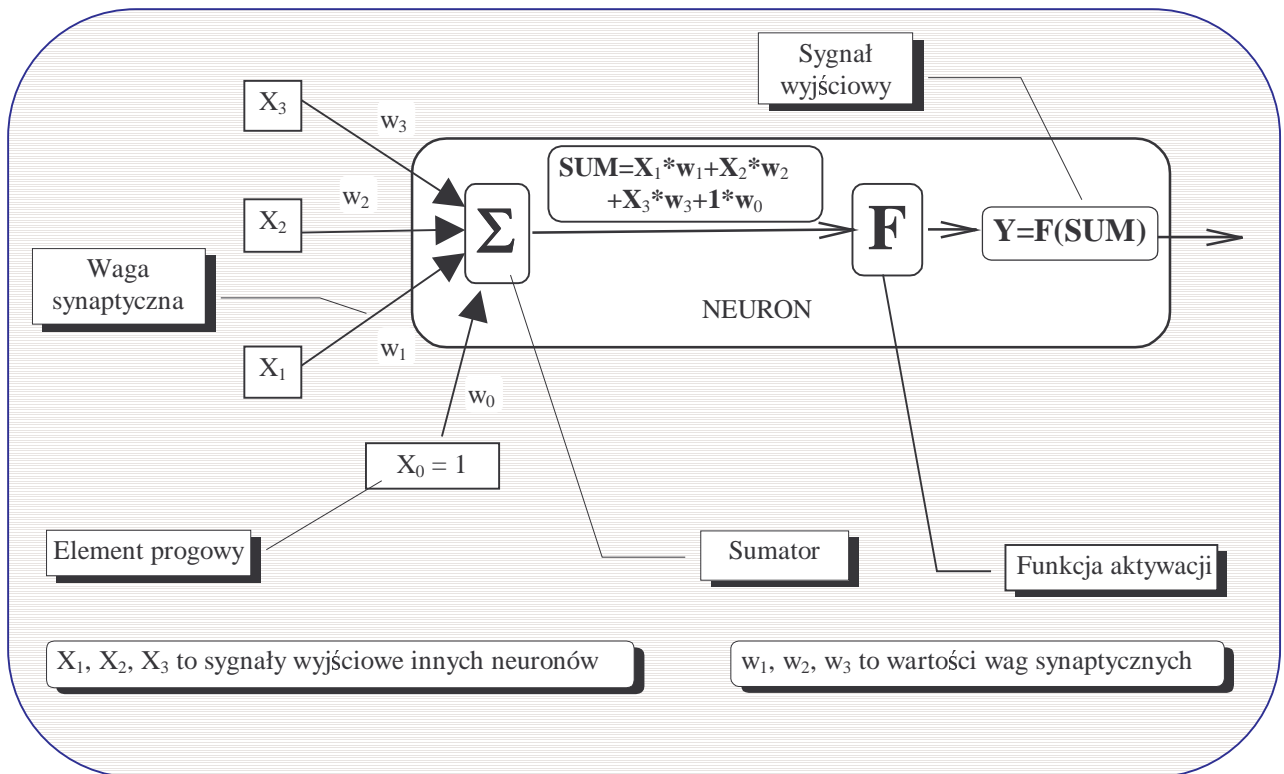 Sygnał
wyjściowy
X₃
w₃
SUM=X₁*w₁+X₂*w₂
+X₃*w₃+1*w₀
w₂
X₂
Σ
F
Y=F(SUM)
Waga
synaptyczna
NEURON
w₁
X₁
w₀
X₀ = 1
Element progowy
Sumator
Funkcja aktywacji
X₁, X₂, X₃ to sygnały wyjściowe innych neuronów
w₁, w₂, w₃ to wartości wag synaptycznych